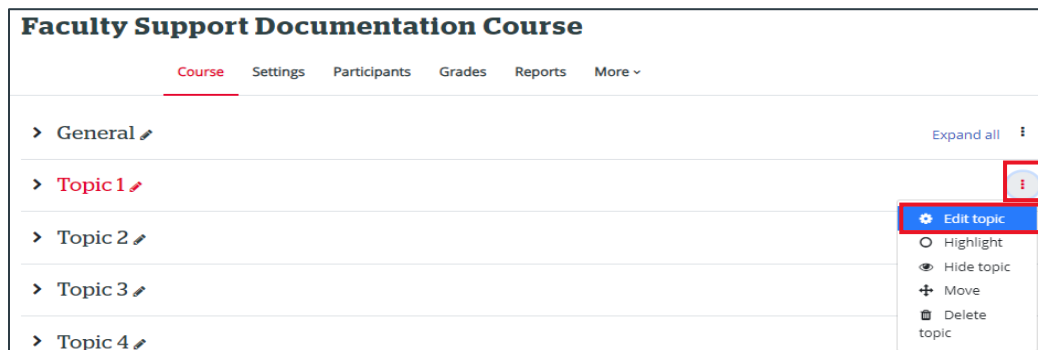 Faculty Support Documentation Course
Course Settings Participants Grades Reports More
General
Expand all
Topic 1
Edit topic
Topic 2
Highlight
Hide topic
Topic 3
Move
Delete
topic
Topic 4